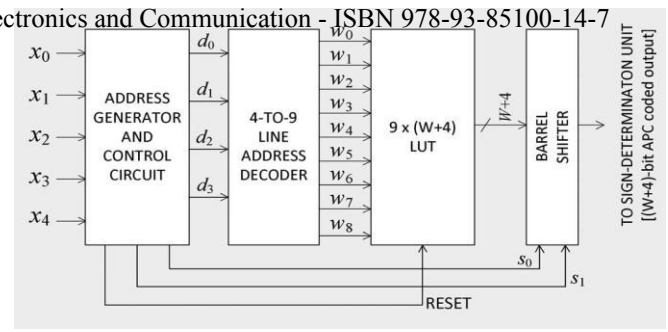 ectronics and Communication - ISBN 978-93-85100-14-7
x0
x1
x2
x3
x4
ADDRESS
GENERATOR
AND
CONTROL
CIRCUIT
d0
d1
d2
d3
4-TO-9
LINE
ADDRESS
DECODER
w0
w1
w2
w3
w4
w5
w6
w7
w8
9 x (W+4)
LUT
W+4
BARREL
SHIFTER
TO SIGN-DETERMINATON UNIT
[(W+4)-bit APC coded output]
s0
s1
RESET